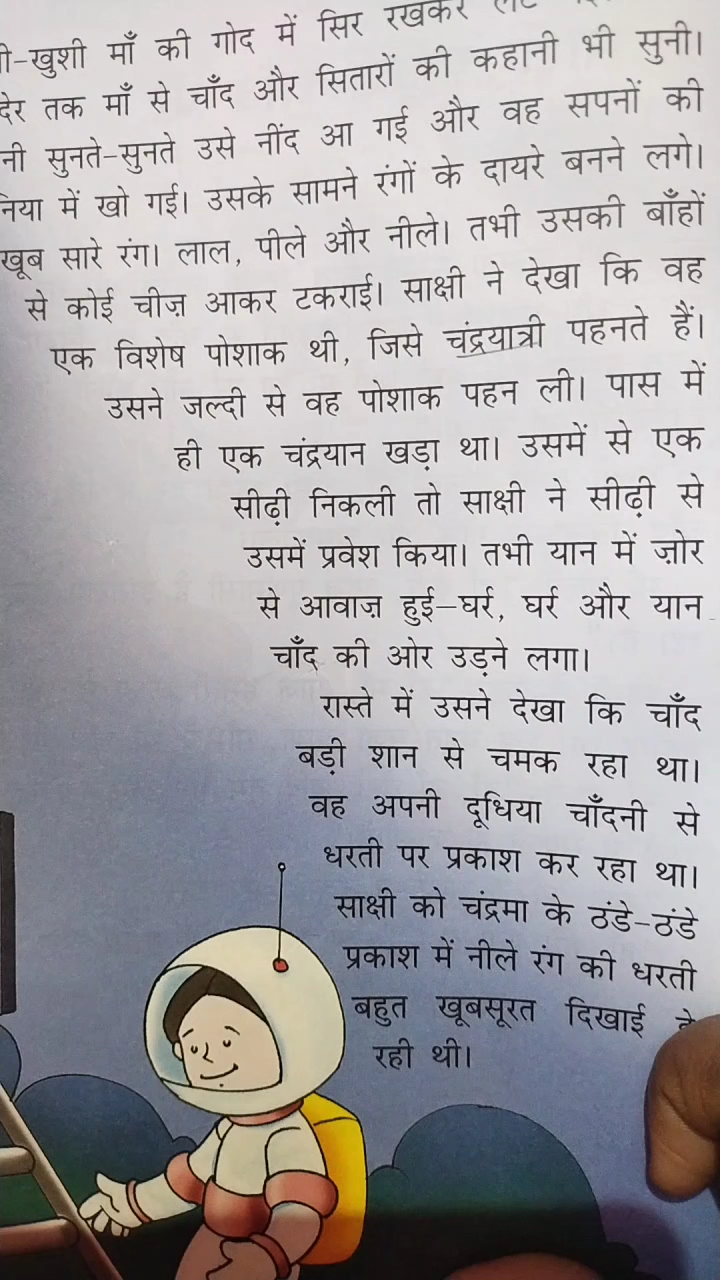 -खुशी माँ की गोद में सिर रखकर
देर तक माँ से चाँद और सितारों की कहानी भी सुनी।
नी सुनते-सुनते उसे नींद आ गई और वह सपनों की
निया में खो गई। उसके सामने रंगों के दायरे बनने लगे।
खूब सारे रंग। लाल, पीले और नीले। तभी उसकी बाँहों
से कोई चीज़ आकर टकराई। साक्षी ने देखा कि वह
एक विशेष पोशाक थी, जिसे चंद्रयात्री पहनते हैं।
उसने जल्दी से वह पोशाक पहन ली। पास में
ही एक चंद्रयान खड़ा था। उसमें से एक
सीढ़ी निकली तो साक्षी ने सीढ़ी से
उसमें प्रवेश किया। तभी यान में ज़ोर
से आवाज़ हुई–घर्र, घर्र और यान
चाँद की ओर उड़ने लगा।
रास्ते में उसने देखा कि चाँद
बड़ी शान से चमक रहा था।
वह अपनी दूधिया चाँदनी से
धरती पर प्रकाश कर रहा था।
साक्षी को चंद्रमा के ठंडे-ठंडे
प्रकाश में नीले रंग की धरती
बहुत खूबसूरत दिखाई दे
रही थी।